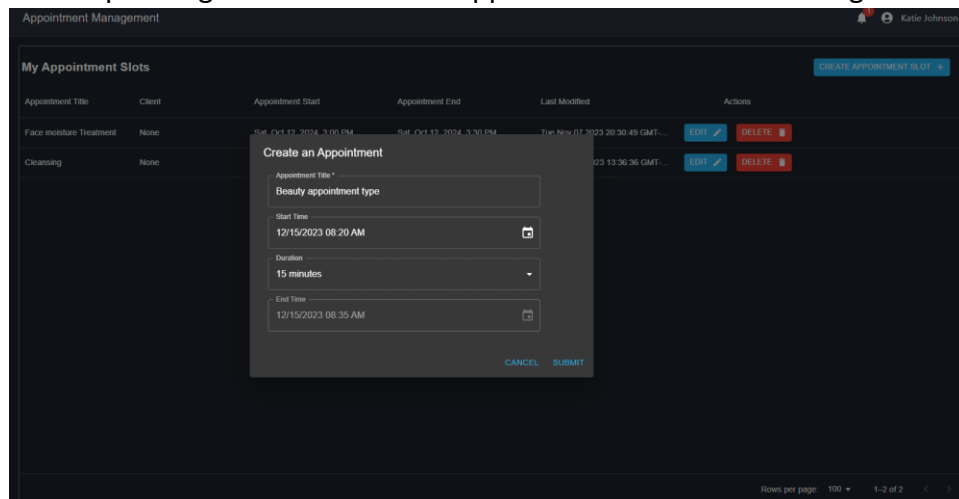 Appointment Management
1
Katie Johnson
My Appointment Slots
CREATE APPOINTMENT SLOT +
Appointment Title Client Appointment Start Appointment End Last Modified Actions
Face moisture Treatment None Sat, Oct 12, 2024, 3:00 PM Sat, Oct 12, 2024, 3:30 PM Tue Nov 07 2023 20:30:49 GMT-... EDIT DELETE
Cleansing None 023 13:36:36 GMT-... EDIT DELETE
Create an Appointment
Appointment Title *
Beauty appointment type
Start Time
12/15/2023 08:20 AM
Duration
15 minutes
End Time
12/15/2023 08:35 AM
CANCEL SUBMIT
Rows per page: 100 1–2 of 2 < >